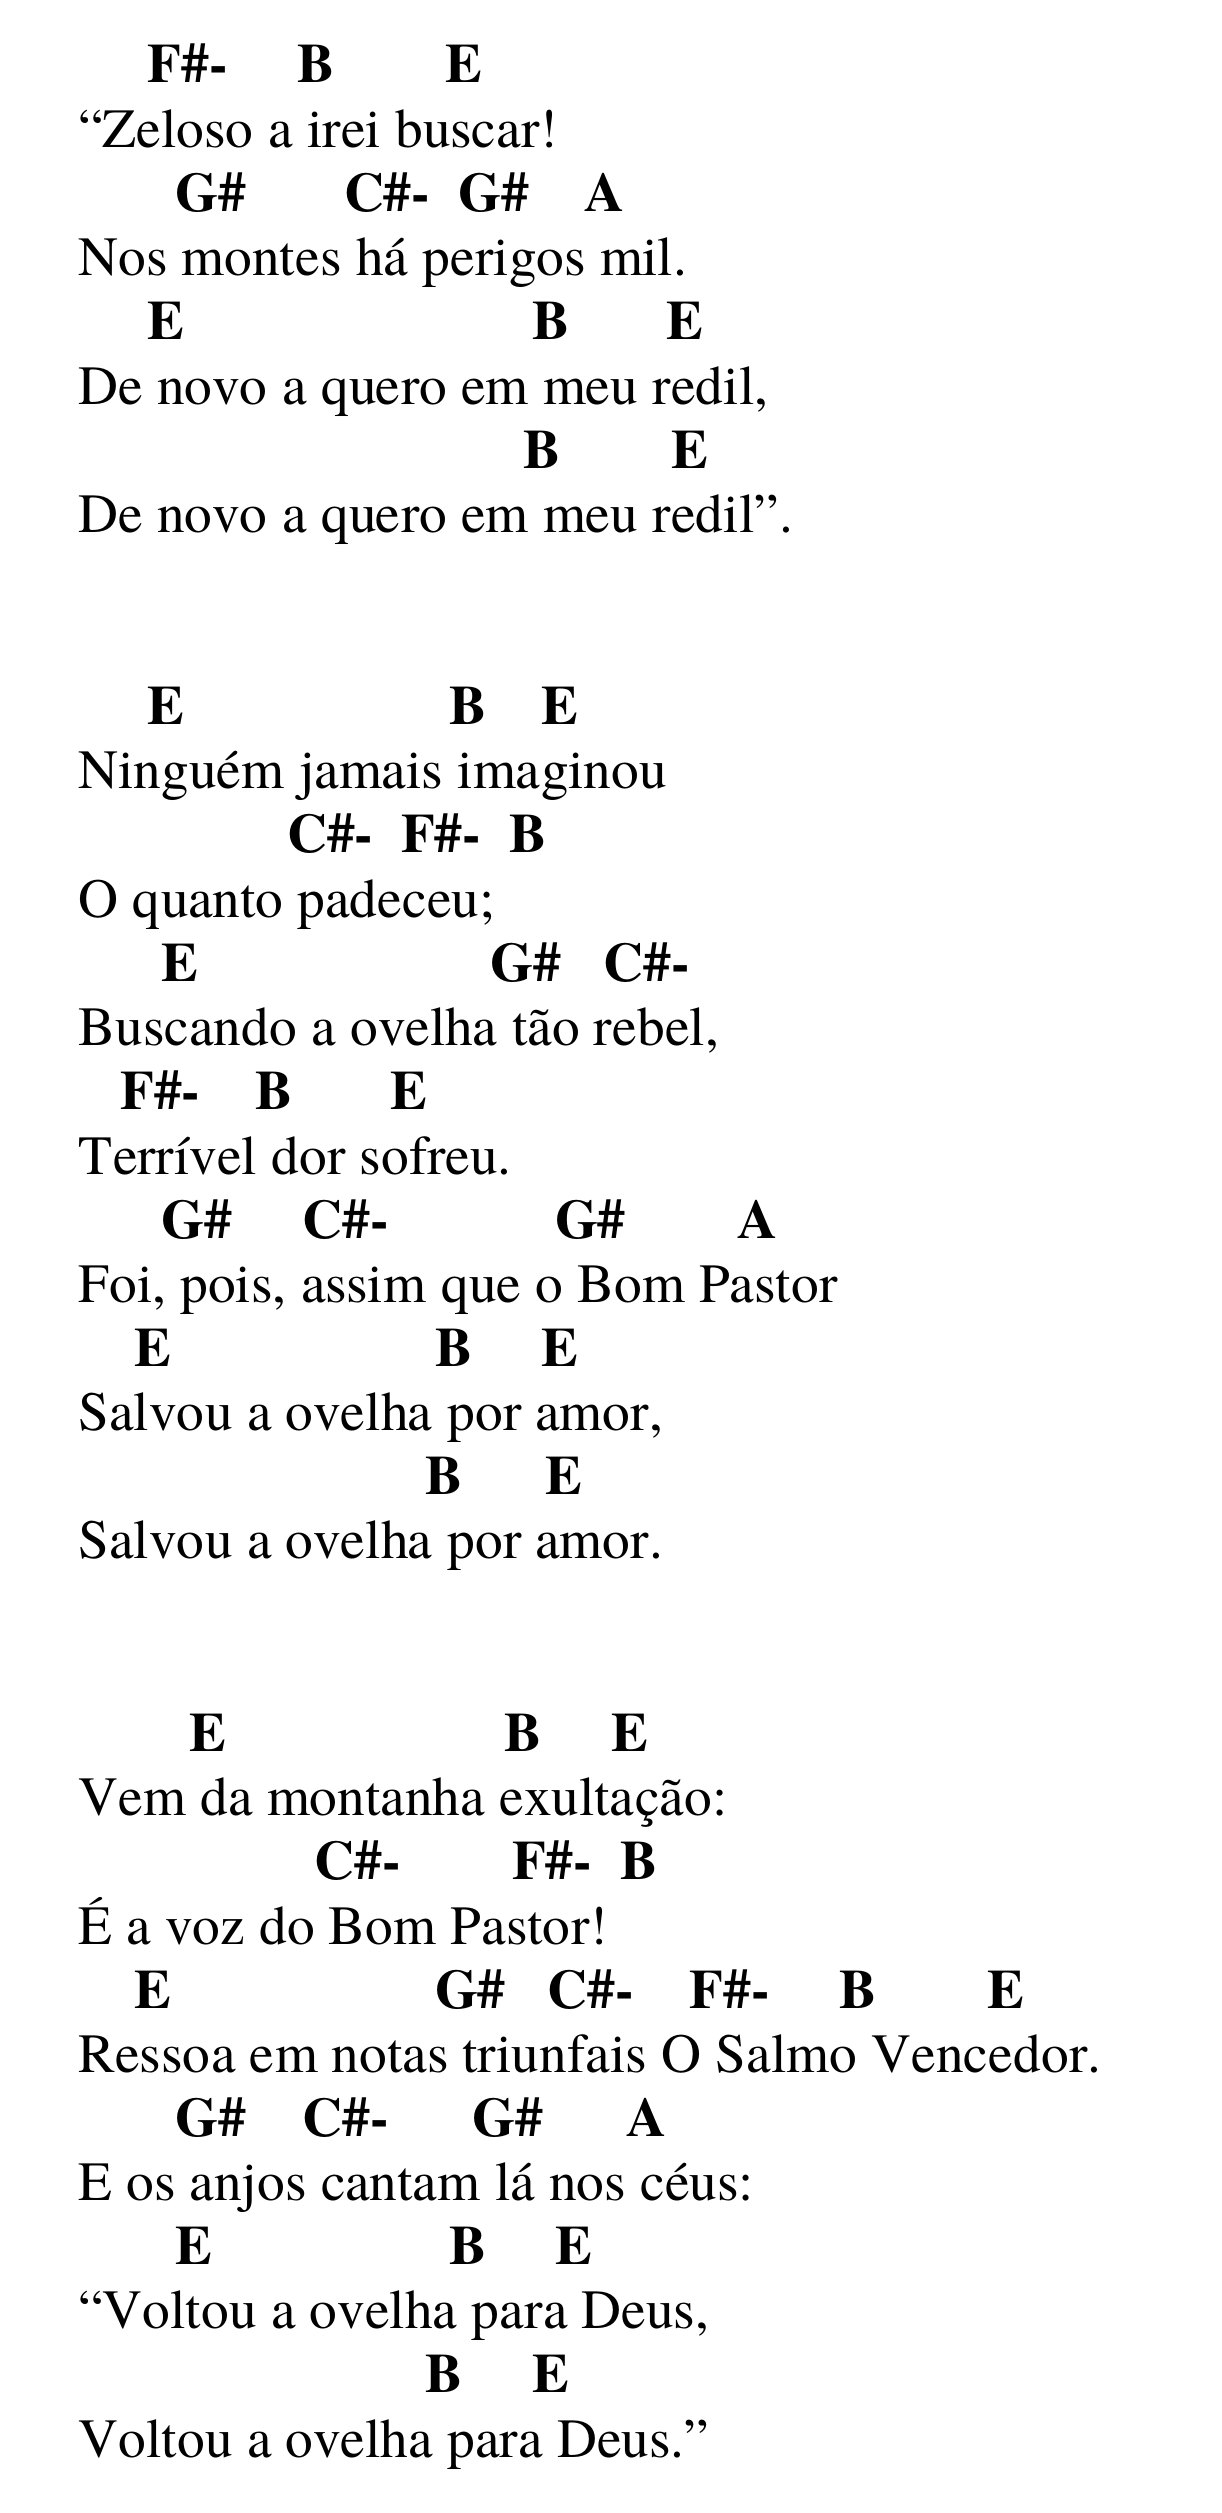 F#- B E
“Zeloso a irei buscar!
G# C#- G# A
Nos montes há perigos mil.
E B E
De novo a quero em meu redil,
B E
De novo a quero em meu redil”.
E B E
Ninguém jamais imaginou
C#- F#- B
O quanto padeceu;
E G# C#-
Buscando a ovelha tão rebel,
F#- B E
Terrível dor sofreu.
G# C#- G# A
Foi, pois, assim que o Bom Pastor
E B E
Salvou a ovelha por amor,
B E
Salvou a ovelha por amor.
E B E
Vem da montanha exultação:
C#- F#- B
É a voz do Bom Pastor!
E G# C#- F#- B E
Ressoa em notas triunfais O Salmo Vencedor.
G# C#- G# A
E os anjos cantam lá nos céus:
E B E
“Voltou a ovelha para Deus,
B E
Voltou a ovelha para Deus.”